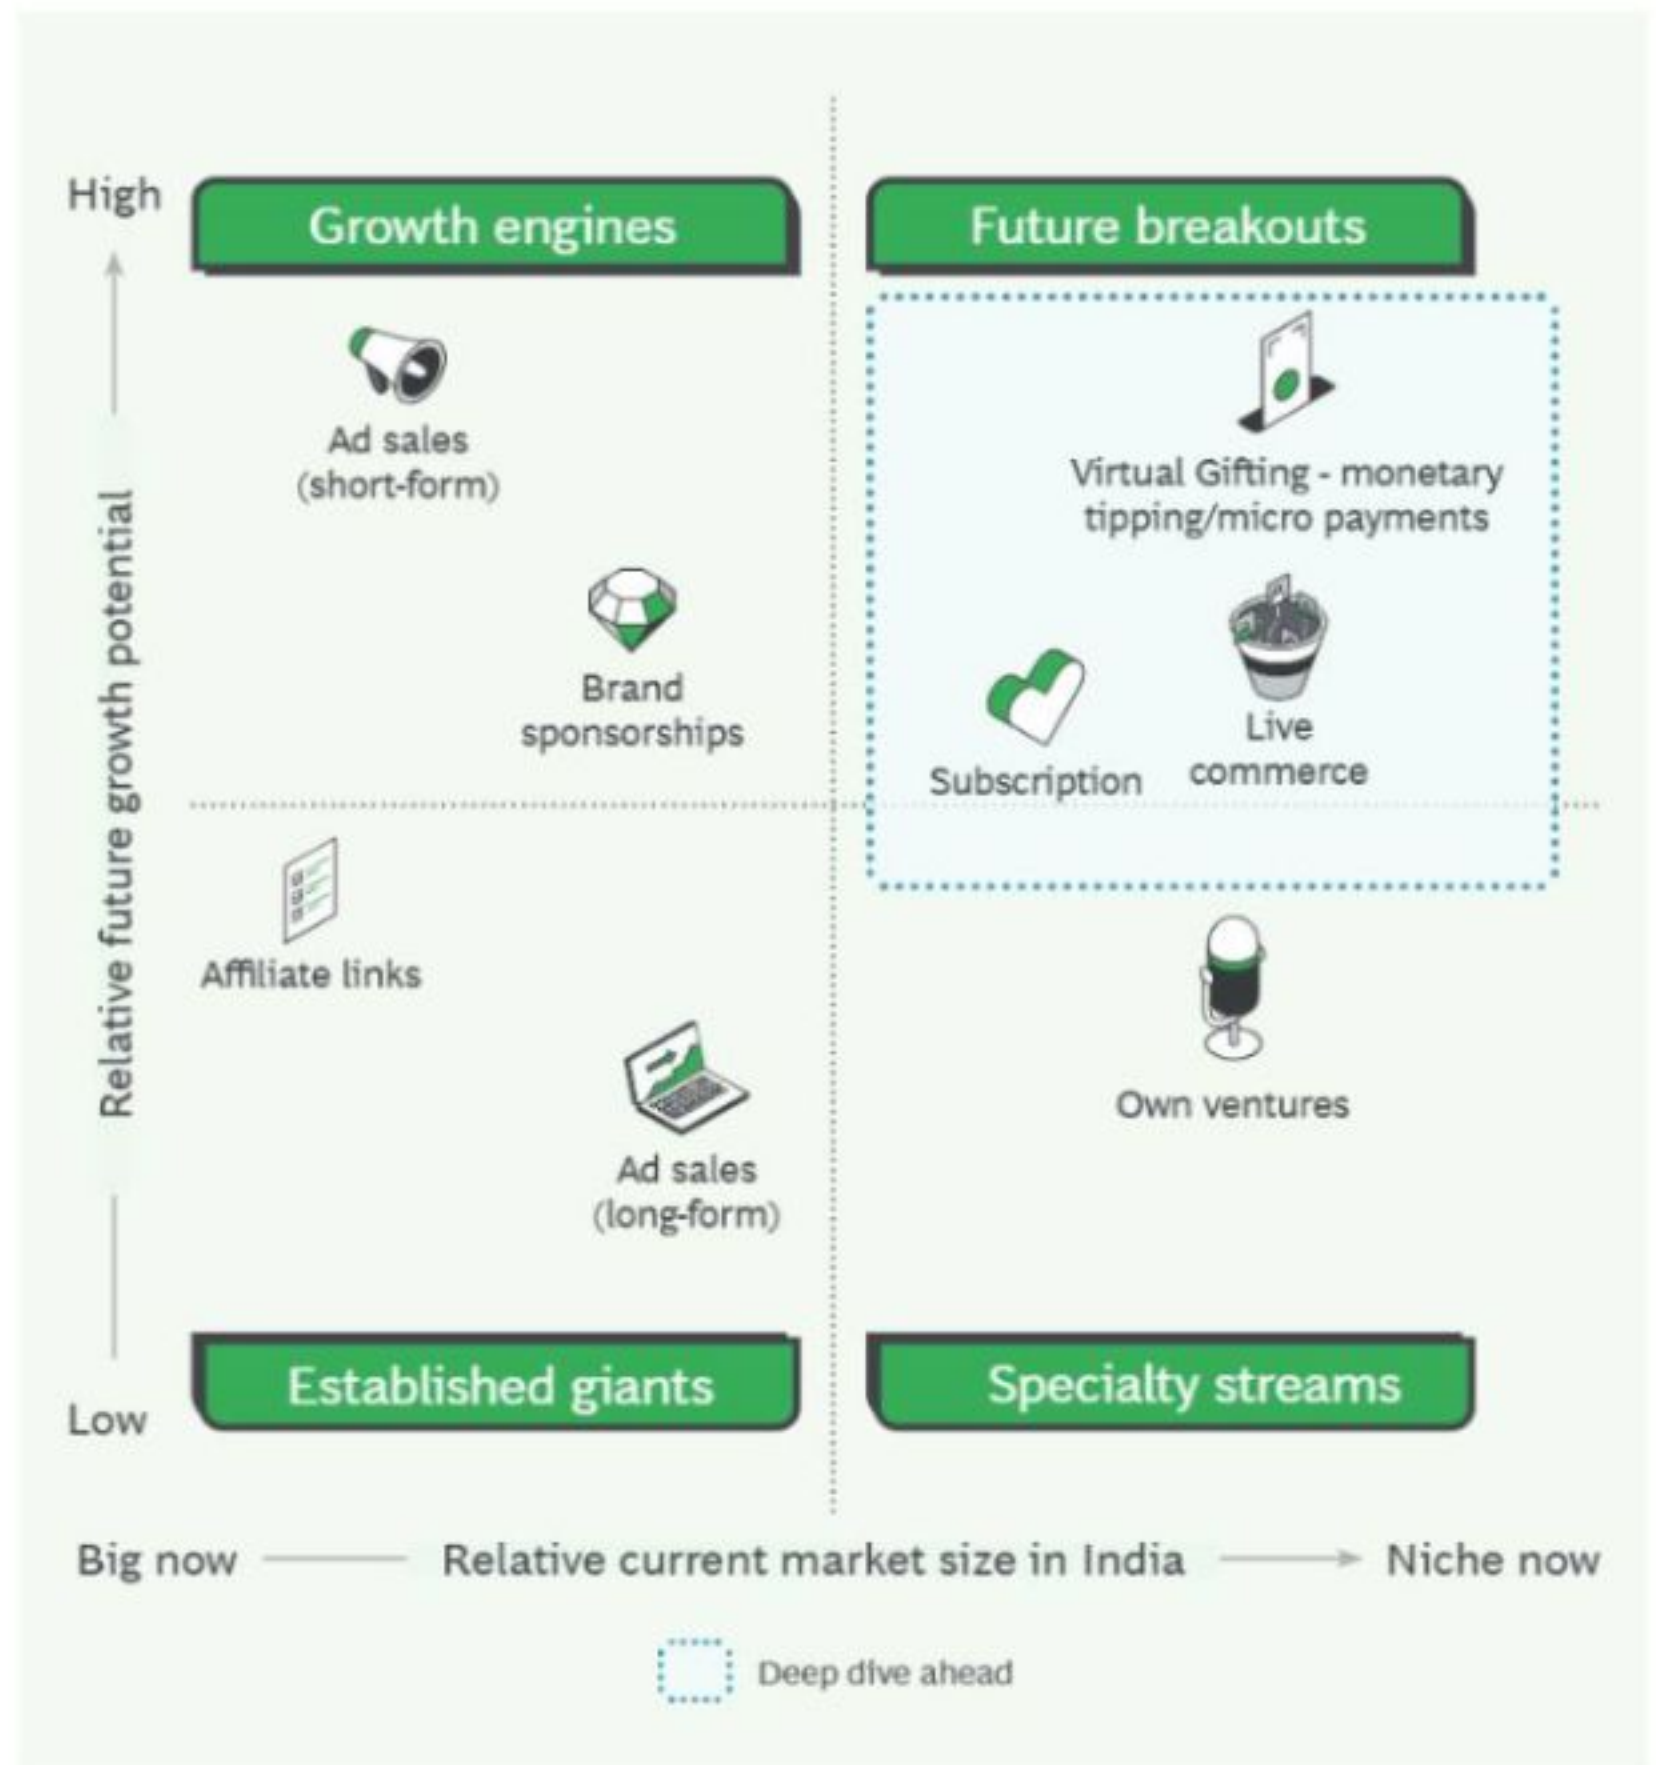 High
Growth engines
Future breakouts
Ad sales
(short-form)
Virtual Gifting - monetary
tipping/micro payments
Brand
sponsorships
Subscription
Live
commerce
Relative future growth potential
Affiliate links
Own ventures
Ad sales
(long-form)
Established giants
Specialty streams
Low
Big now
Relative current market size in India
Niche now
Deep dive ahead